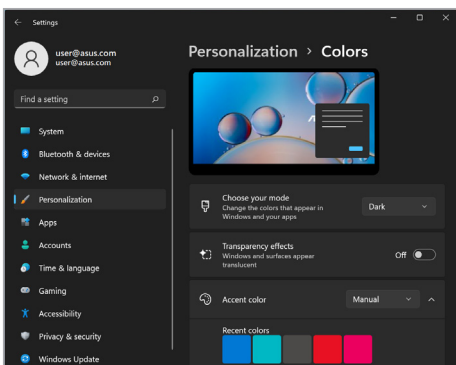 Settings
user@asus.com
user@asus.com
Find a setting
System
Bluetooth & devices
Network & internet
Personalization
Apps
Accounts
Time & language
Gaming
Accessibility
Privacy & security
Windows Update
Personalization > Colors
Choose your mode
Change the colors that appear in
Windows and your apps
Dark
Transparency effects
Windows and surfaces appear
translucent
Off
Accent color
Manual
Recent colors